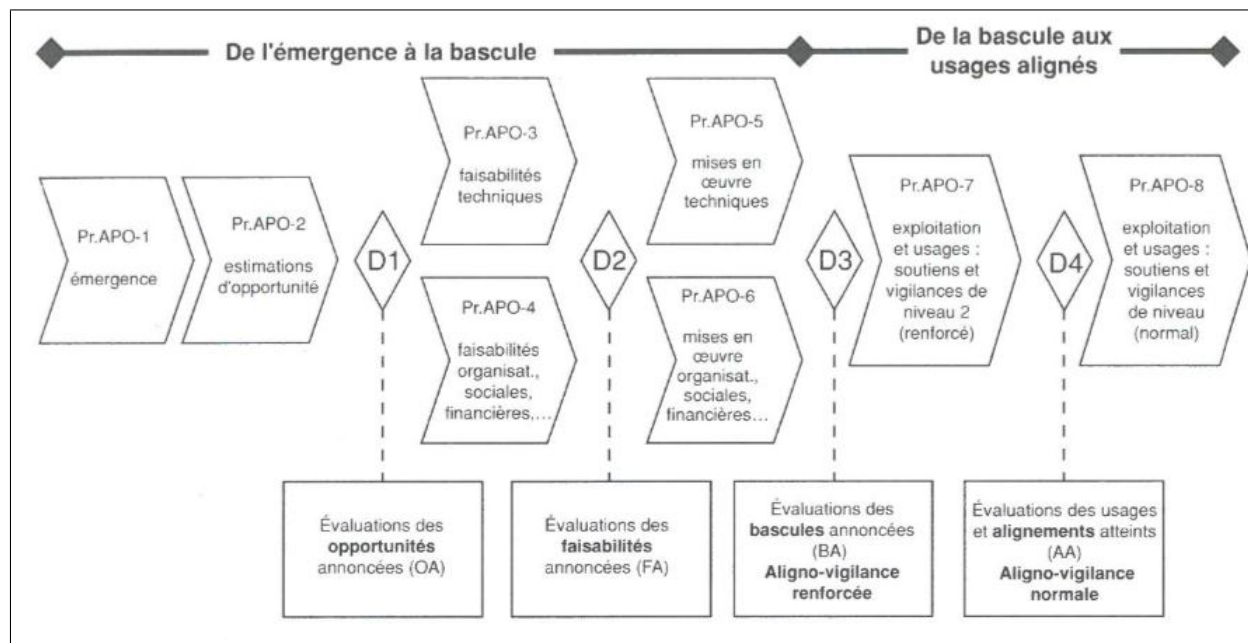 De l'émergence à la bascule
De la bascule aux
usages alignés
Pr.APO-1
émergence
Pr.APO-2
estimations
d'opportunité
D1
Pr.APO-3
faisabilités
techniques
Pr.APO-4
faisabilités
organisat.,
sociales,
financières,...
D2
Pr.APO-5
mises en
œuvre
techniques
Pr.APO-6
mises en
œuvre
organisat.,
sociales,
financières...
D3
Pr.APO-7
exploitation
et usages :
soutiens et
vigilances de
niveau 2
(renforcé)
D4
Pr.APO-8
exploitation
et usages :
soutiens et
vigilances
de niveau
(normal)
Évaluations des
opportunités
annoncées (OA)
Évaluations des
faisabilités
annoncées (FA)
Évaluations des
bascules annoncées
(BA)
Aligno-vigilance
renforcée
Évaluations des usages
et alignements atteints
(AA)
Aligno-vigilance
normale